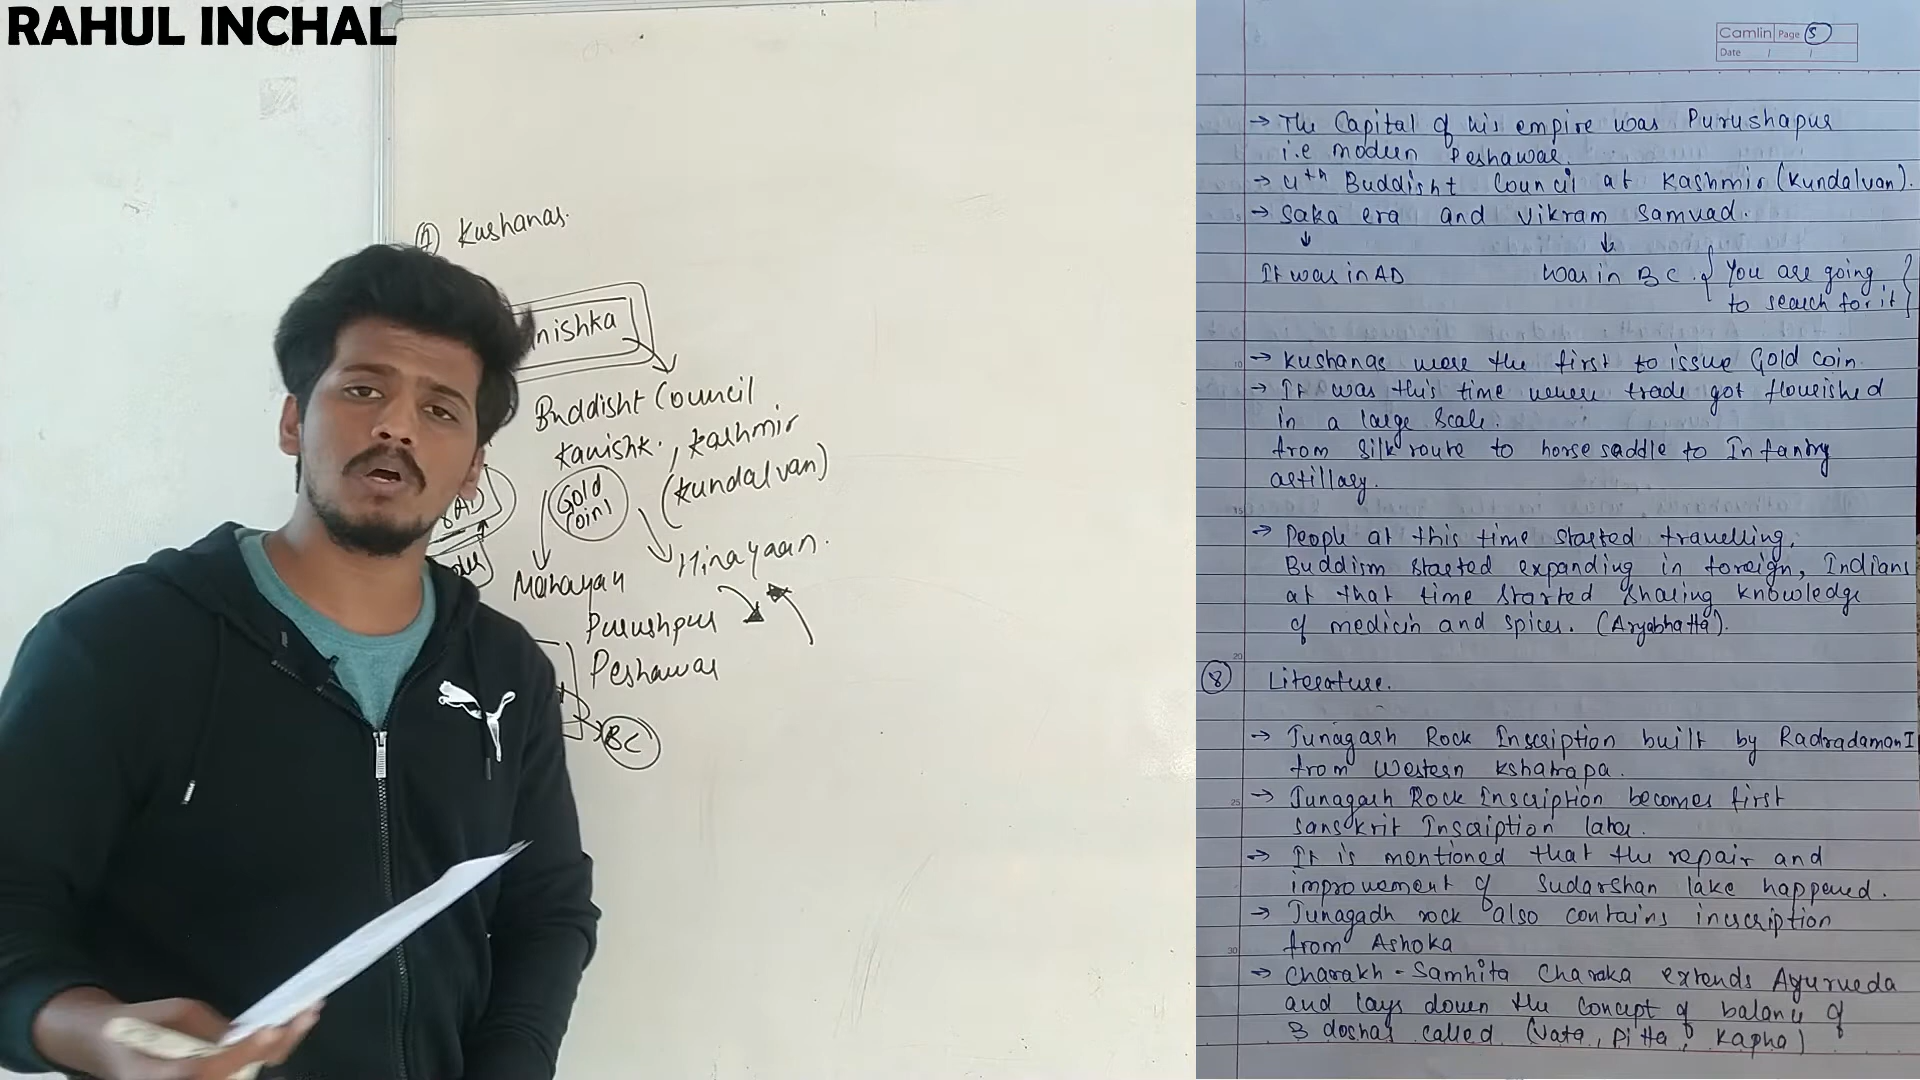 RAHUL INCHAL
7 Kushanas.
nishka
Buddisht Council
Kanishk. , Kashmir
(Kundalvan)
Gold
Coin
AD
Mahayan
Hinayaan.
Purushpur
Peshawar
BC
Camlin Page 5
Date / /
→ The Capital of his empire was Purushapur
i.e modern Peshawar.
→ 4th Buddisht Council at Kashmir (Kundalvan).
→ Saka era and Vikram Samvad.
↓ ↓
It was in AD was in BC. { You are going
to search for it }
→ Kushanas were the first to issue Gold coin.
→ It was this time where trade got flourished
in a large scale.
from silk route to horse saddle to Infantry
artillary.
→ People at this time started travelling,
Buddism started expanding in foreign, Indians
at that time started sharing knowledge
of medicin and spices. (Aryabhatta).
8 Literature.
→ Junagarh Rock Inscription built by Radradaman I
from Western Kshatrapa.
→ Junagarh Rock Inscription becomes first
sanskrit Inscription later.
→ It is mentioned that the repair and
improvement of Sudarshan lake happened.
→ Junagadh rock also contains inscription
from Ashoka
→ Charakh - Samhita Charaka extends Ayurveda
and lays down the concept of balance of
3 doshas called (Vata, Pitta, Kapha)